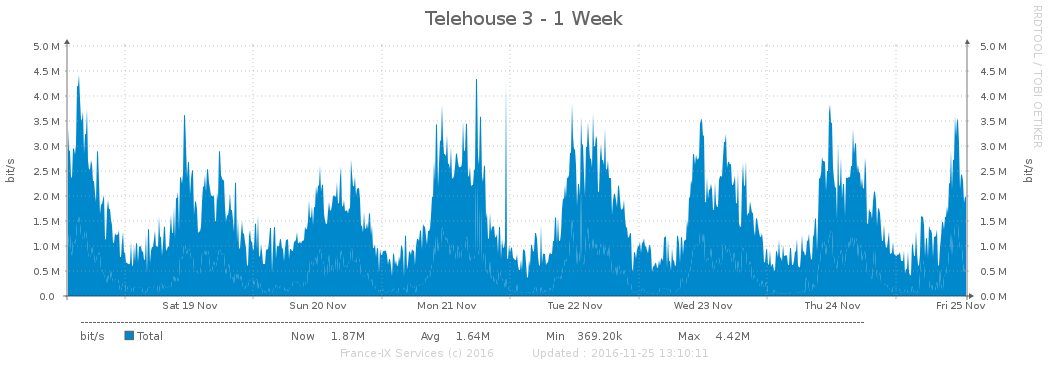 Telehouse 3 - 1 Week
RRDTOOL / TOBI OETIKER
5.0 M 5.0 M
4.5 M 4.5 M
4.0 M 4.0 M
3.5 M 3.5 M
3.0 M 3.0 M
2.5 M 2.5 M
2.0 M 2.0 M
1.5 M 1.5 M
1.0 M 1.0 M
0.5 M 0.5 M
0.0 0.0 M
bit/s bit/s
Sat 19 Nov Sun 20 Nov Mon 21 Nov Tue 22 Nov Wed 23 Nov Thu 24 Nov Fri 25 Nov
bit/s Total Now 1.87M Avg 1.64M Min 369.20k Max 4.42M
France-IX Services (c) 2016 Updated : 2016-11-25 13:10:11